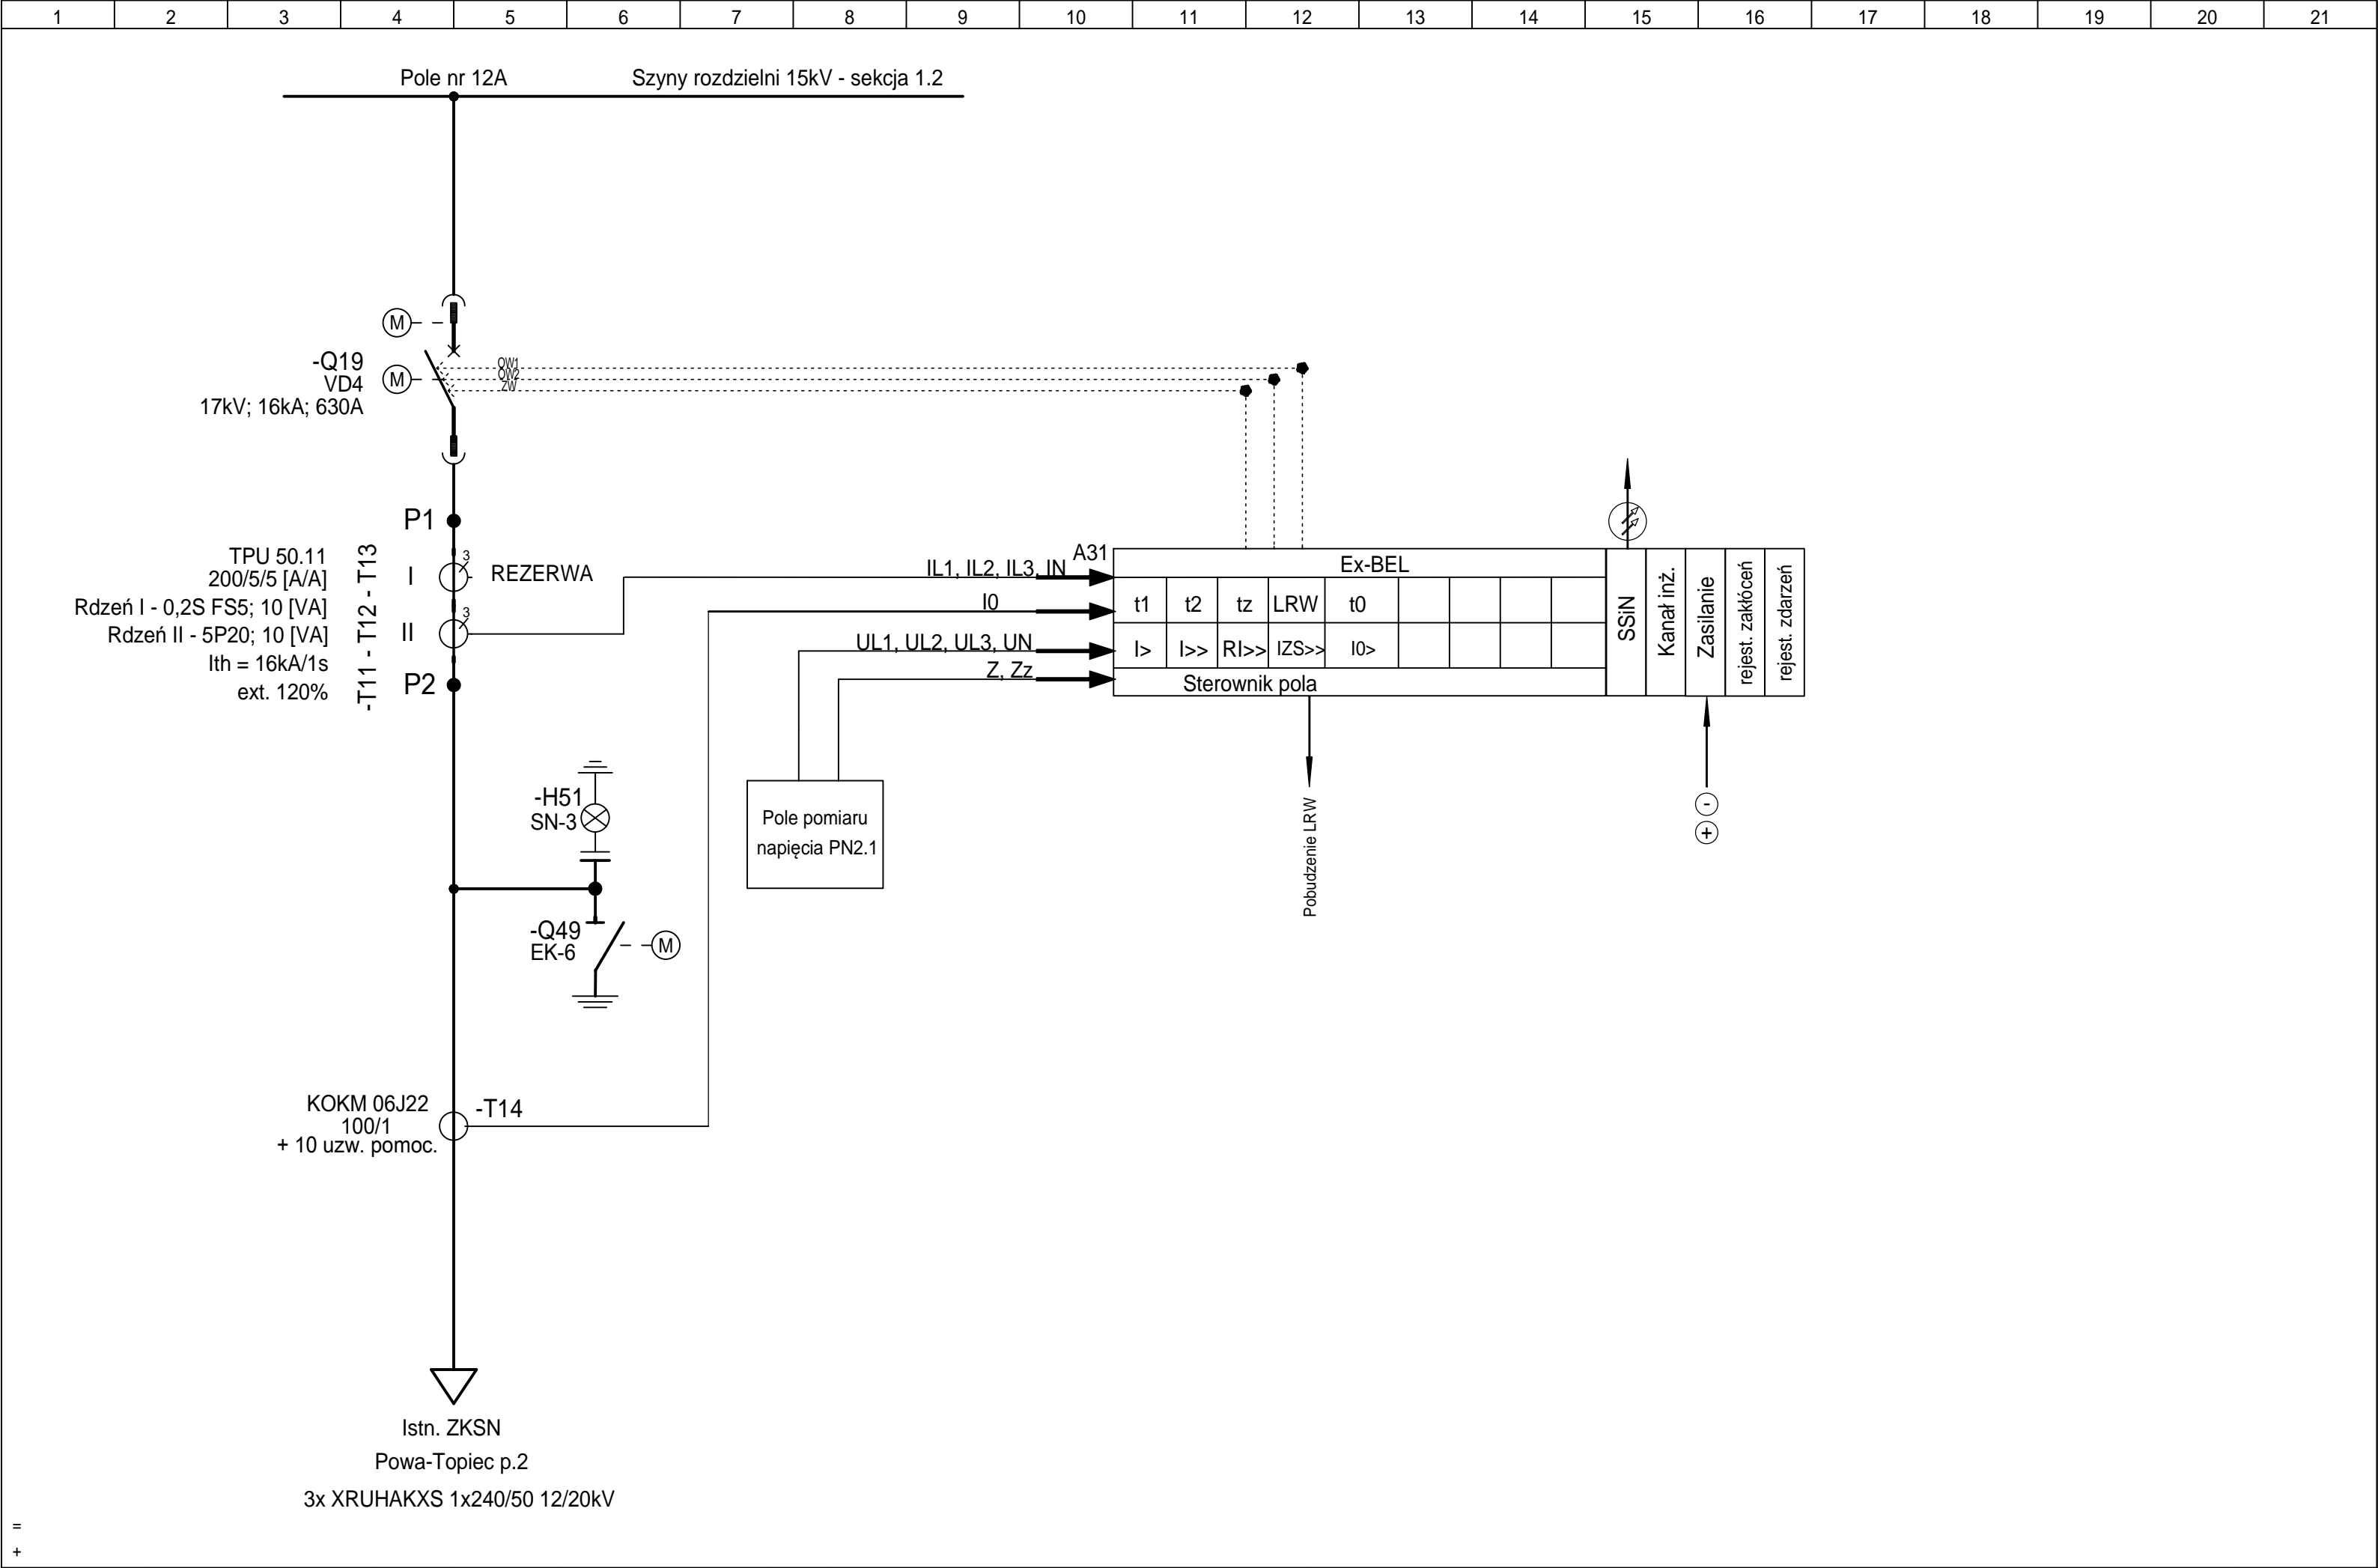 1 2 3 4 5 6 7 8 9 10 11 12 13 14 15 16 17 18 19 20 21
Pole nr 12A
Szyny rozdzielni 15kV - sekcja 1.2
M
-Q19
VD4
17kV; 16kA; 630A
M
OW1
OW2
ZW
P1
TPU 50.11
200/5/5 [A/A]
Rdzeń I - 0,2S FS5; 10 [VA]
Rdzeń II - 5P20; 10 [VA]
Ith = 16kA/1s
ext. 120%
-T11 - T12 - T13
I
3
REZERWA
II
3
P2
IL1, IL2, IL3, IN
A31
I0
UL1, UL2, UL3, UN
Z, Zz
Ex-BEL
t1 t2 tz LRW t0
I> I>> RI>> IZS>> I0>
Sterownik pola
SSiN
Kanał inż.
Zasilanie
rejest. zakłóceń
rejest. zdarzeń
Pobudzenie LRW
-
+
-H51
SN-3
Pole pomiaru
napięcia PN2.1
-Q49
EK-6
M
KOKM 06J22
100/1
+ 10 uzw. pomoc.
-T14
Istn. ZKSN
Powa-Topiec p.2
3x XRUHAKXS 1x240/50 12/20kV
=
+